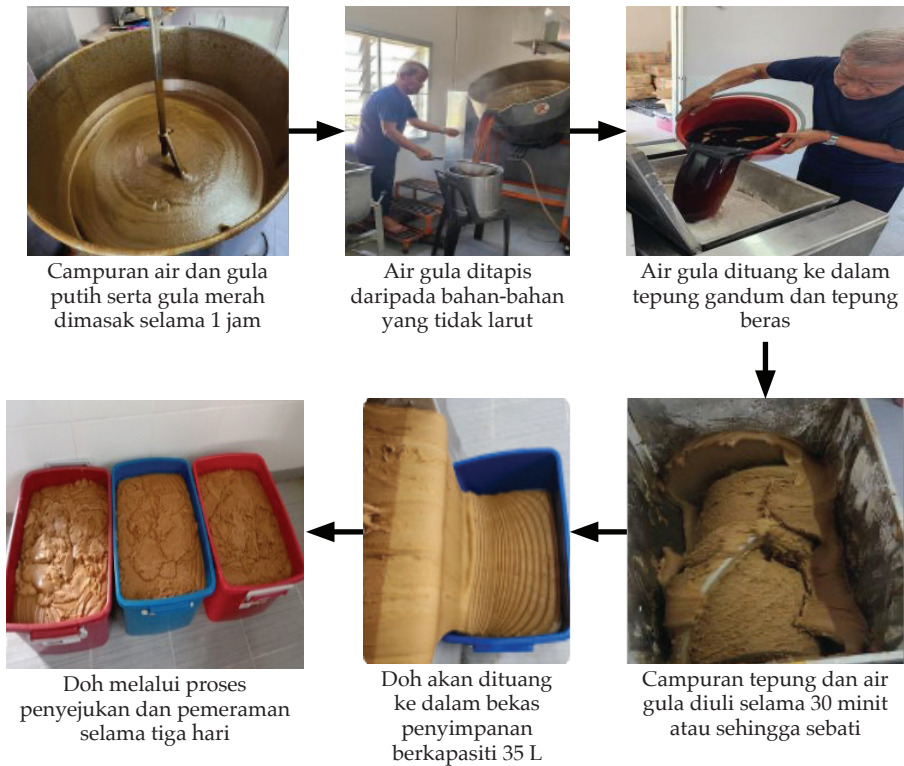 Campuran air dan gula
putih serta gula merah
dimasak selama 1 jam
Air gula ditapis
daripada bahan-bahan
yang tidak larut
Air gula dituang ke dalam
tepung gandum dan tepung
beras
Campuran tepung dan air
gula diuli selama 30 minit
atau sehingga sebati
Doh akan dituang
ke dalam bekas
penyimpanan
berkapasiti 35 L
Doh melalui proses
penyejukan dan pemeraman
selama tiga hari